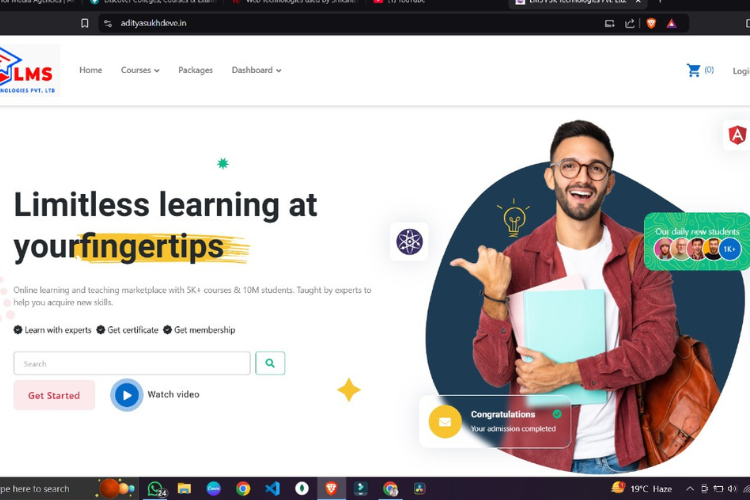 adityasukhdeve.in
LMS
NOLOGIES PVT. LTD
Home
Courses
Packages
Dashboard
(0)
Logi
Limitless learning at
yourfingertips
Online learning and teaching marketplace with 5K+ courses & 10M students. Taught by experts to
help you acquire new skills.
Learn with experts Get certificate Get membership
Search
Get Started
Watch video
Our daily new students
1K+
Congratulations
Your admission completed
pe here to search
24
19°C Haze